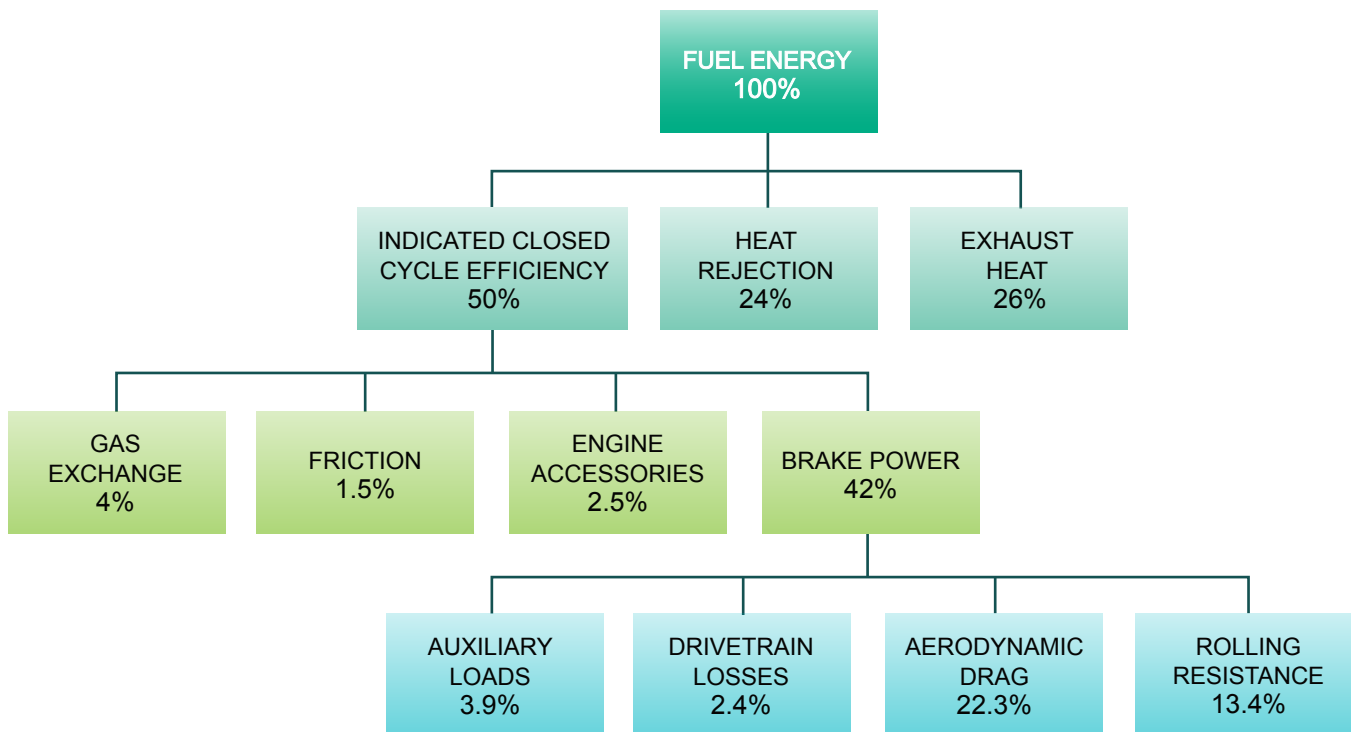 FUEL ENERGY
100%
INDICATED CLOSED
CYCLE EFFICIENCY
50%
HEAT
REJECTION
24%
EXHAUST
HEAT
26%
GAS
EXCHANGE
4%
FRICTION
1.5%
ENGINE
ACCESSORIES
2.5%
BRAKE POWER
42%
AUXILIARY
LOADS
3.9%
DRIVETRAIN
LOSSES
2.4%
AERODYNAMIC
DRAG
22.3%
ROLLING
RESISTANCE
13.4%